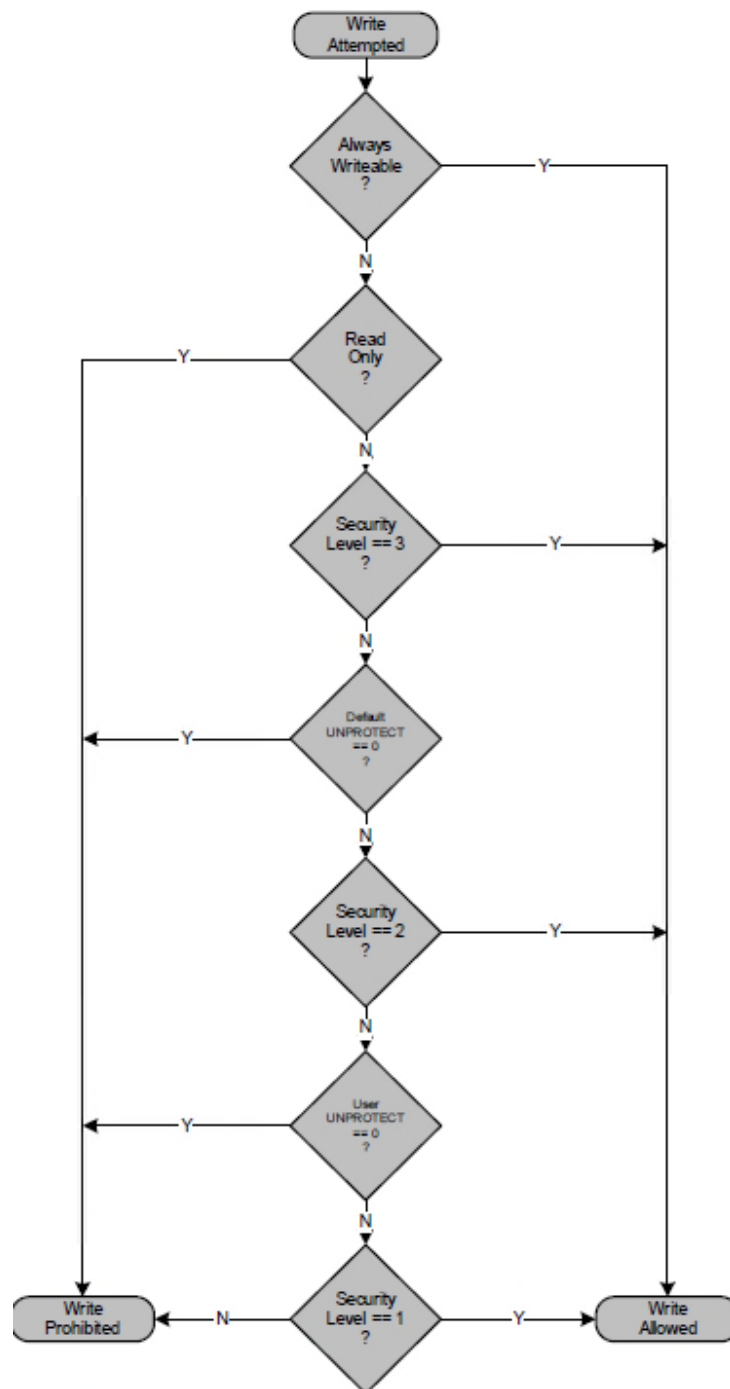 Write
Attempted
Always
Writeable
?
Y
N
Read
Only
?
Y
N
Security
Level == 3
?
Y
N
Default
UNPROTECT
== 0
?
Y
N
Security
Level == 2
?
Y
N
User
UNPROTECT
== 0
?
Y
N
Write
Prohibited
N
Security
Level == 1
?
Y
Write
Allowed